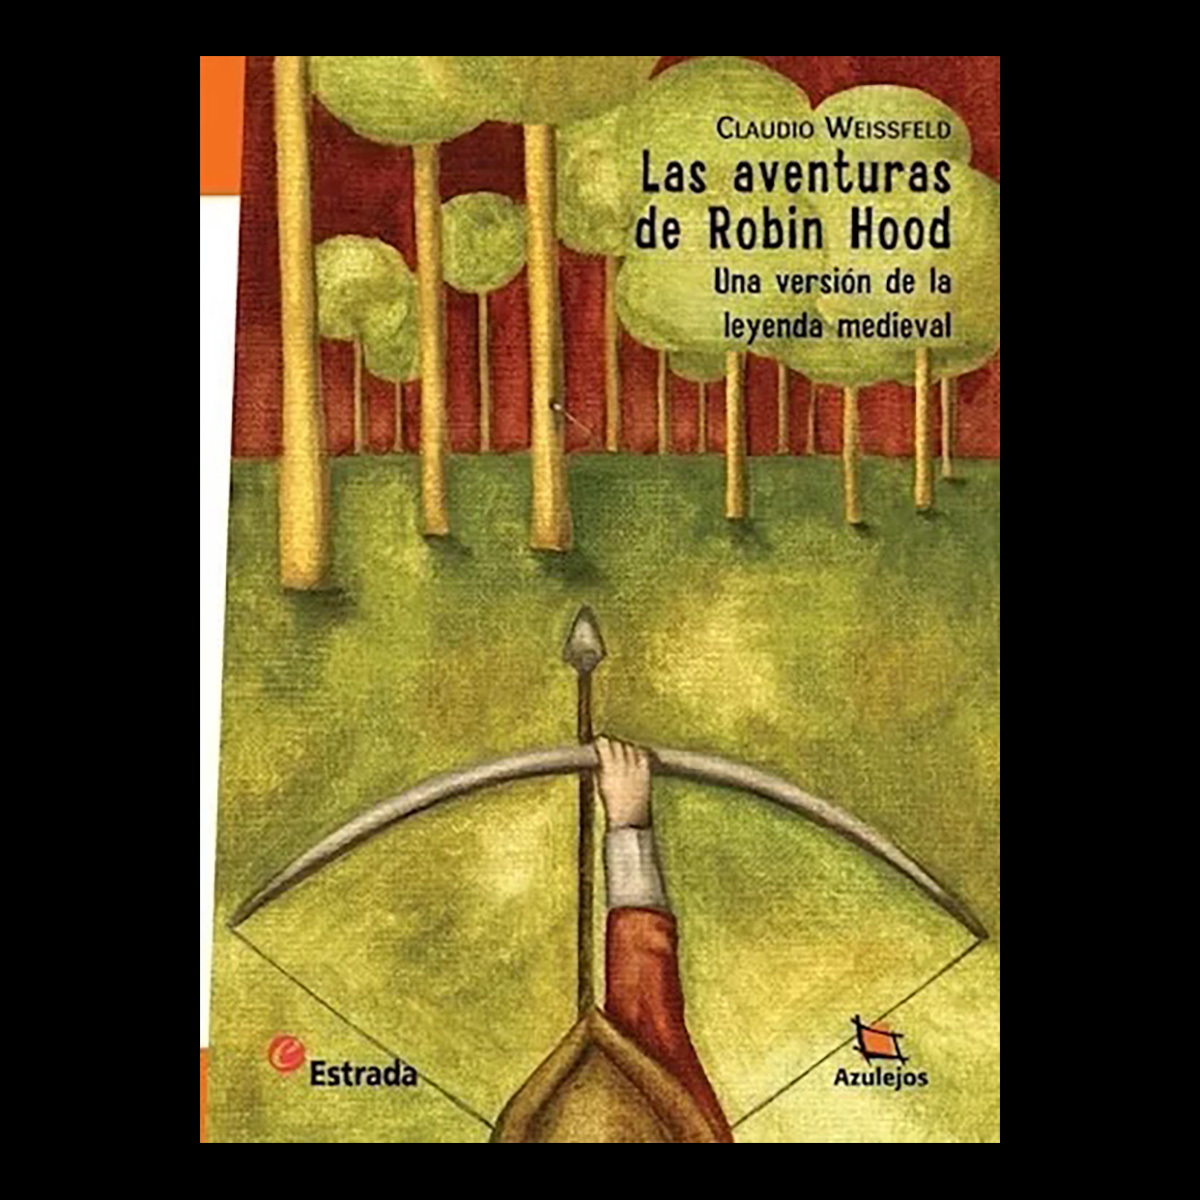 CLAUDIO WEISSFELD
Las aventuras
de Robin Hood
Una versión de la
leyenda medieval
Estrada
Azulejos